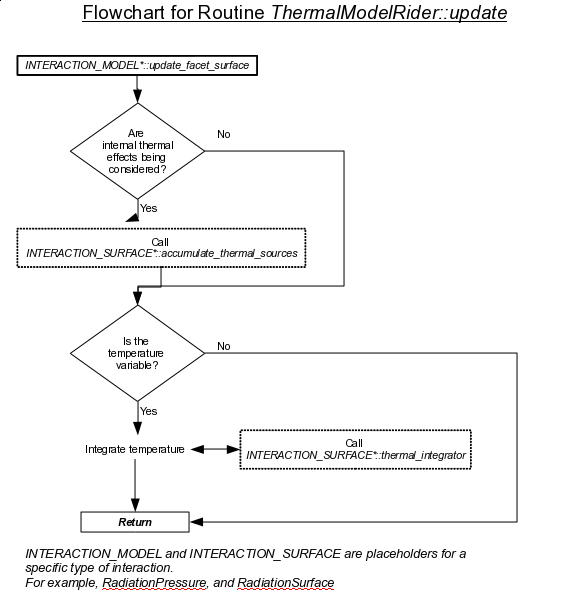 Flowchart for Routine ThermalModelRider::update
INTERACTION_MODEL*::update_facet_surface
Are
internal thermal
effects being
considered?
No
Yes
Call
INTERACTION_SURFACE*::accumulate_thermal_sources
Is the
temperature
variable?
No
Yes
Integrate temperature
Call
INTERACTION_SURFACE*::thermal_integrator
Return
INTERACTION_MODEL and INTERACTION_SURFACE are placeholders for a
specific type of interaction.
For example, RadiationPressure, and RadiationSurface